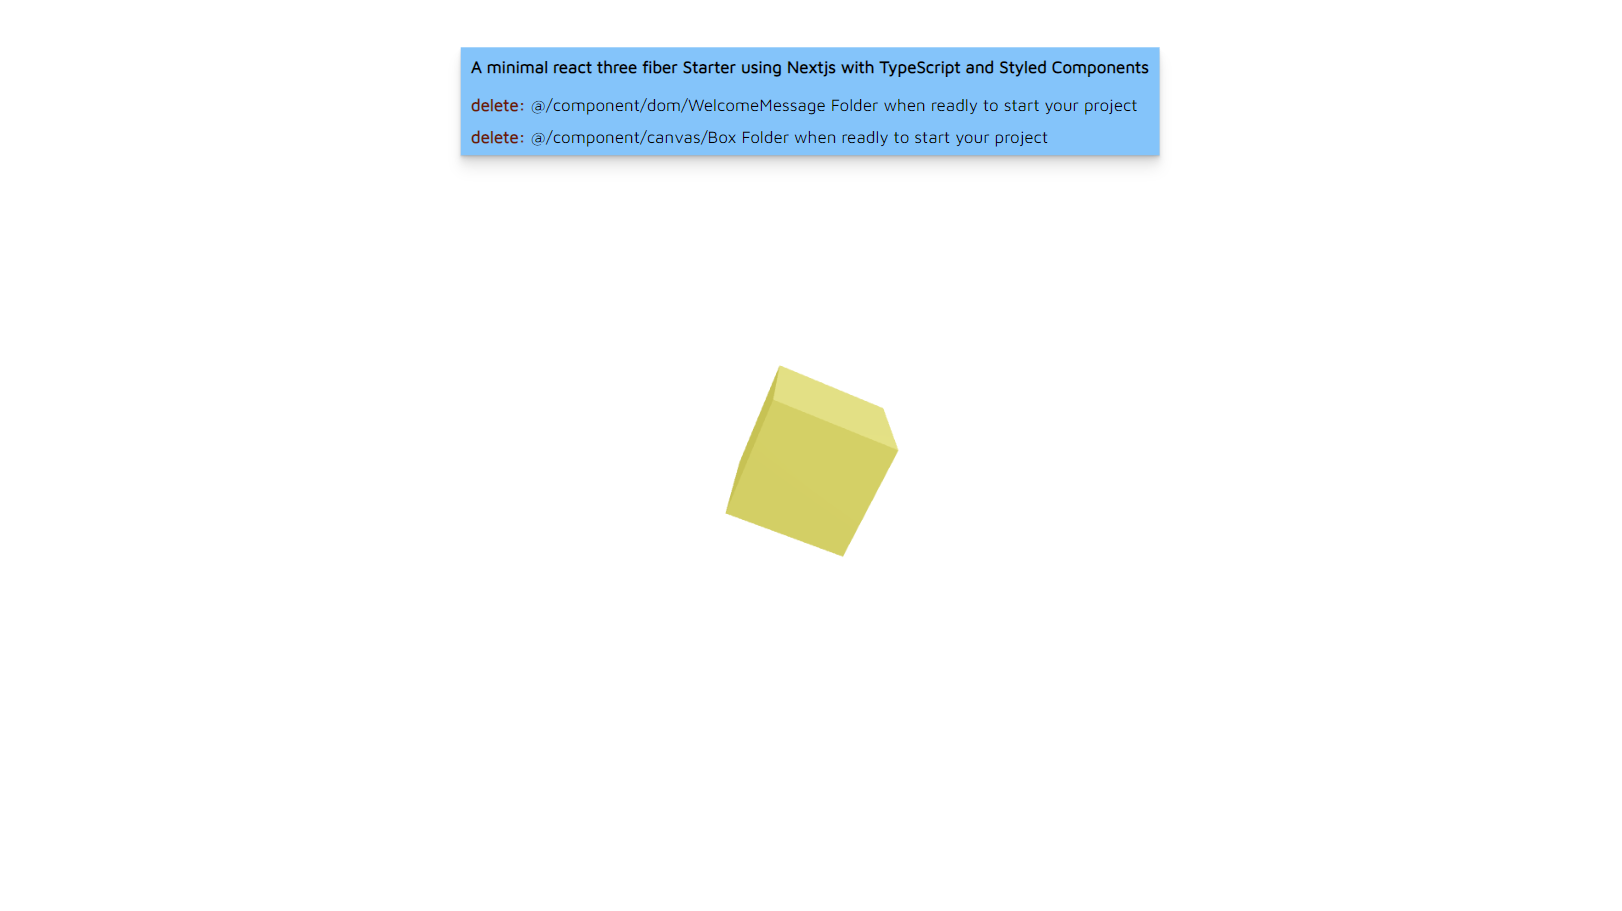 A minimal react three fiber Starter using Nextjs with TypeScript and Styled Components
delete: @/component/dom/WelcomeMessage Folder when readly to start your project
delete: @/component/canvas/Box Folder when readly to start your project